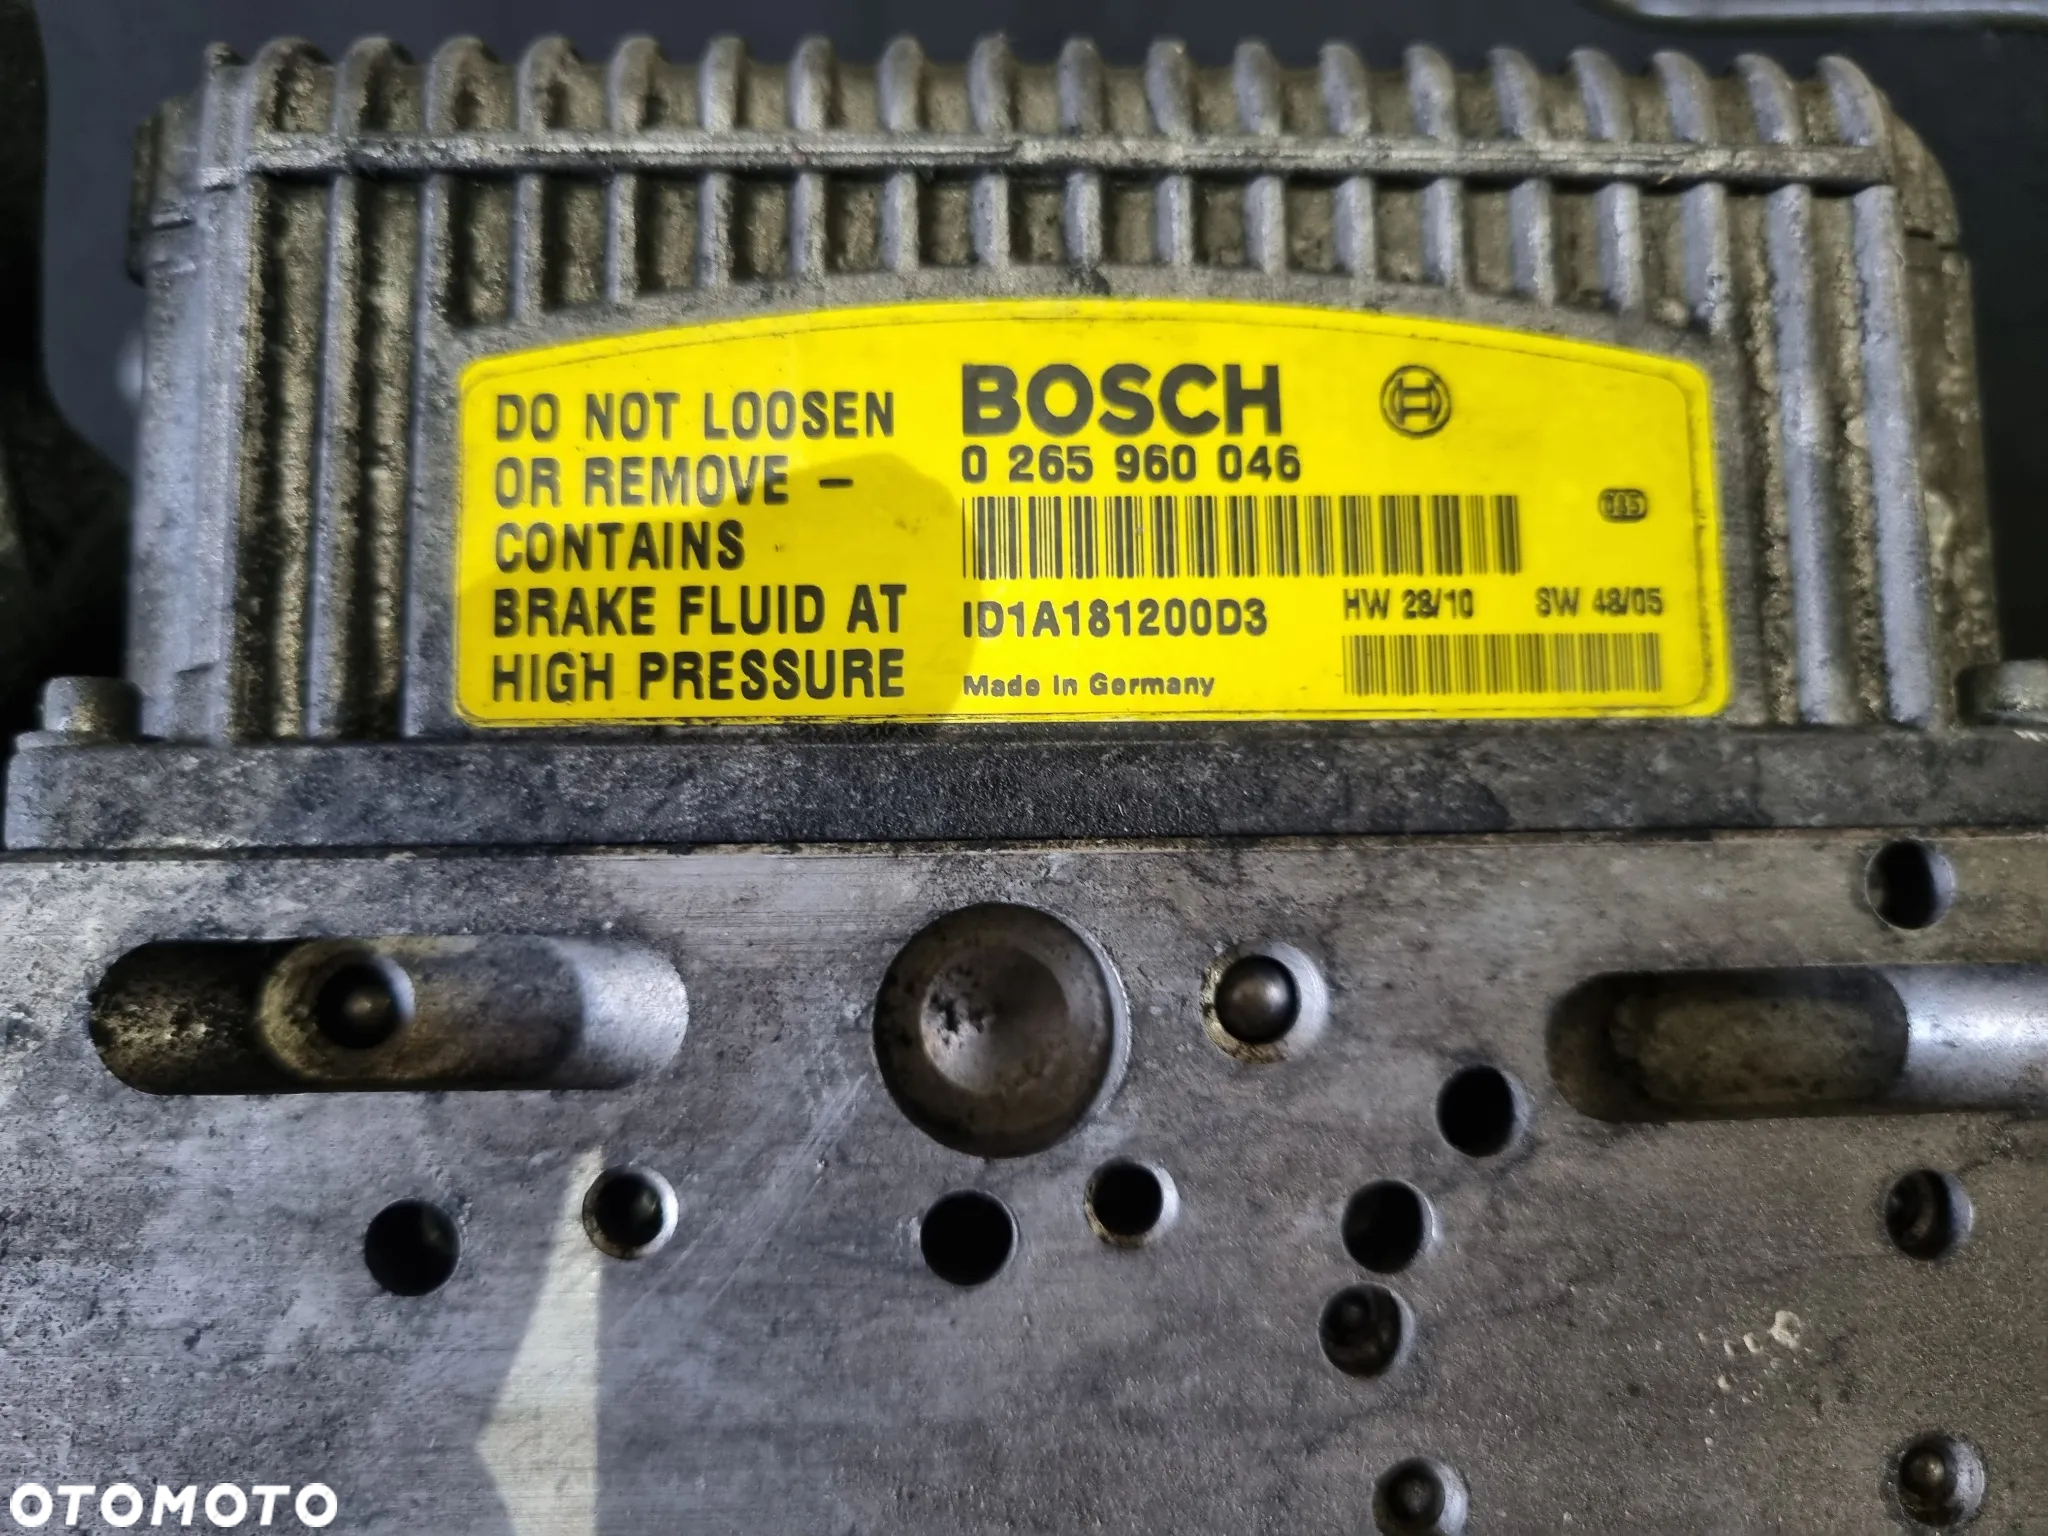 DO NOT LOOSEN
OR REMOVE –
CONTAINS
BRAKE FLUID AT
HIGH PRESSURE
BOSCH
0 265 960 046
ID1A181200D3
Made in Germany
HW 28/10 SW 48/05
OTOMOTO